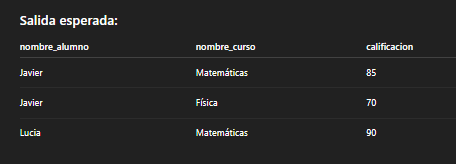 Salida esperada:
nombre_alumno nombre_curso calificacion
Javier Matemáticas 85
Javier Física 70
Lucia Matemáticas 90